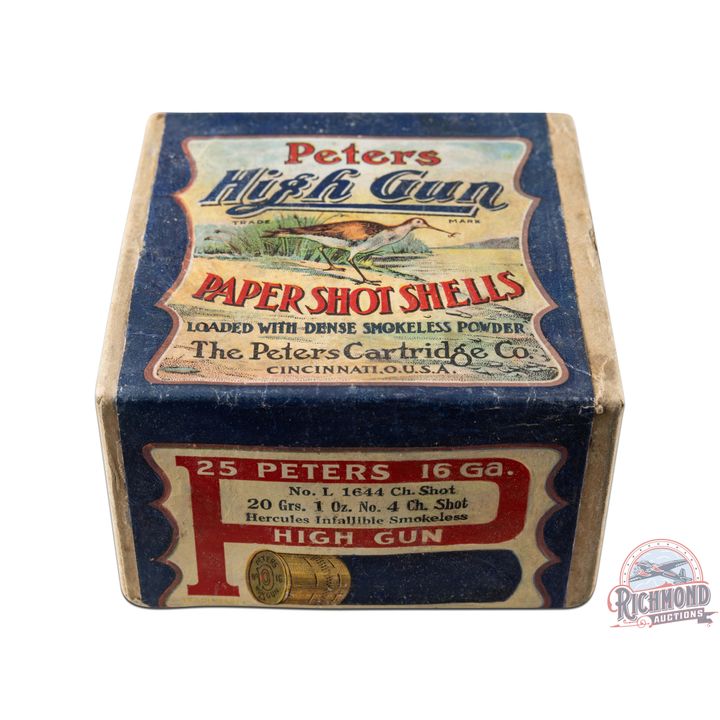 Peters
High Gun
TRADE MARK
PAPER SHOT SHELLS
LOADED WITH DENSE SMOKELESS POWDER
The Peters Cartridge Co.
CINCINNATI.O.U.S.A.
25 PETERS 16 Ga.
No. L 1644 Ch. Shot
20 Grs. 1 Oz. No. 4 Ch. Shot
Hercules Infallible Smokeless
HIGH GUN
PETERS
16
RICHMOND
AUCTIONS